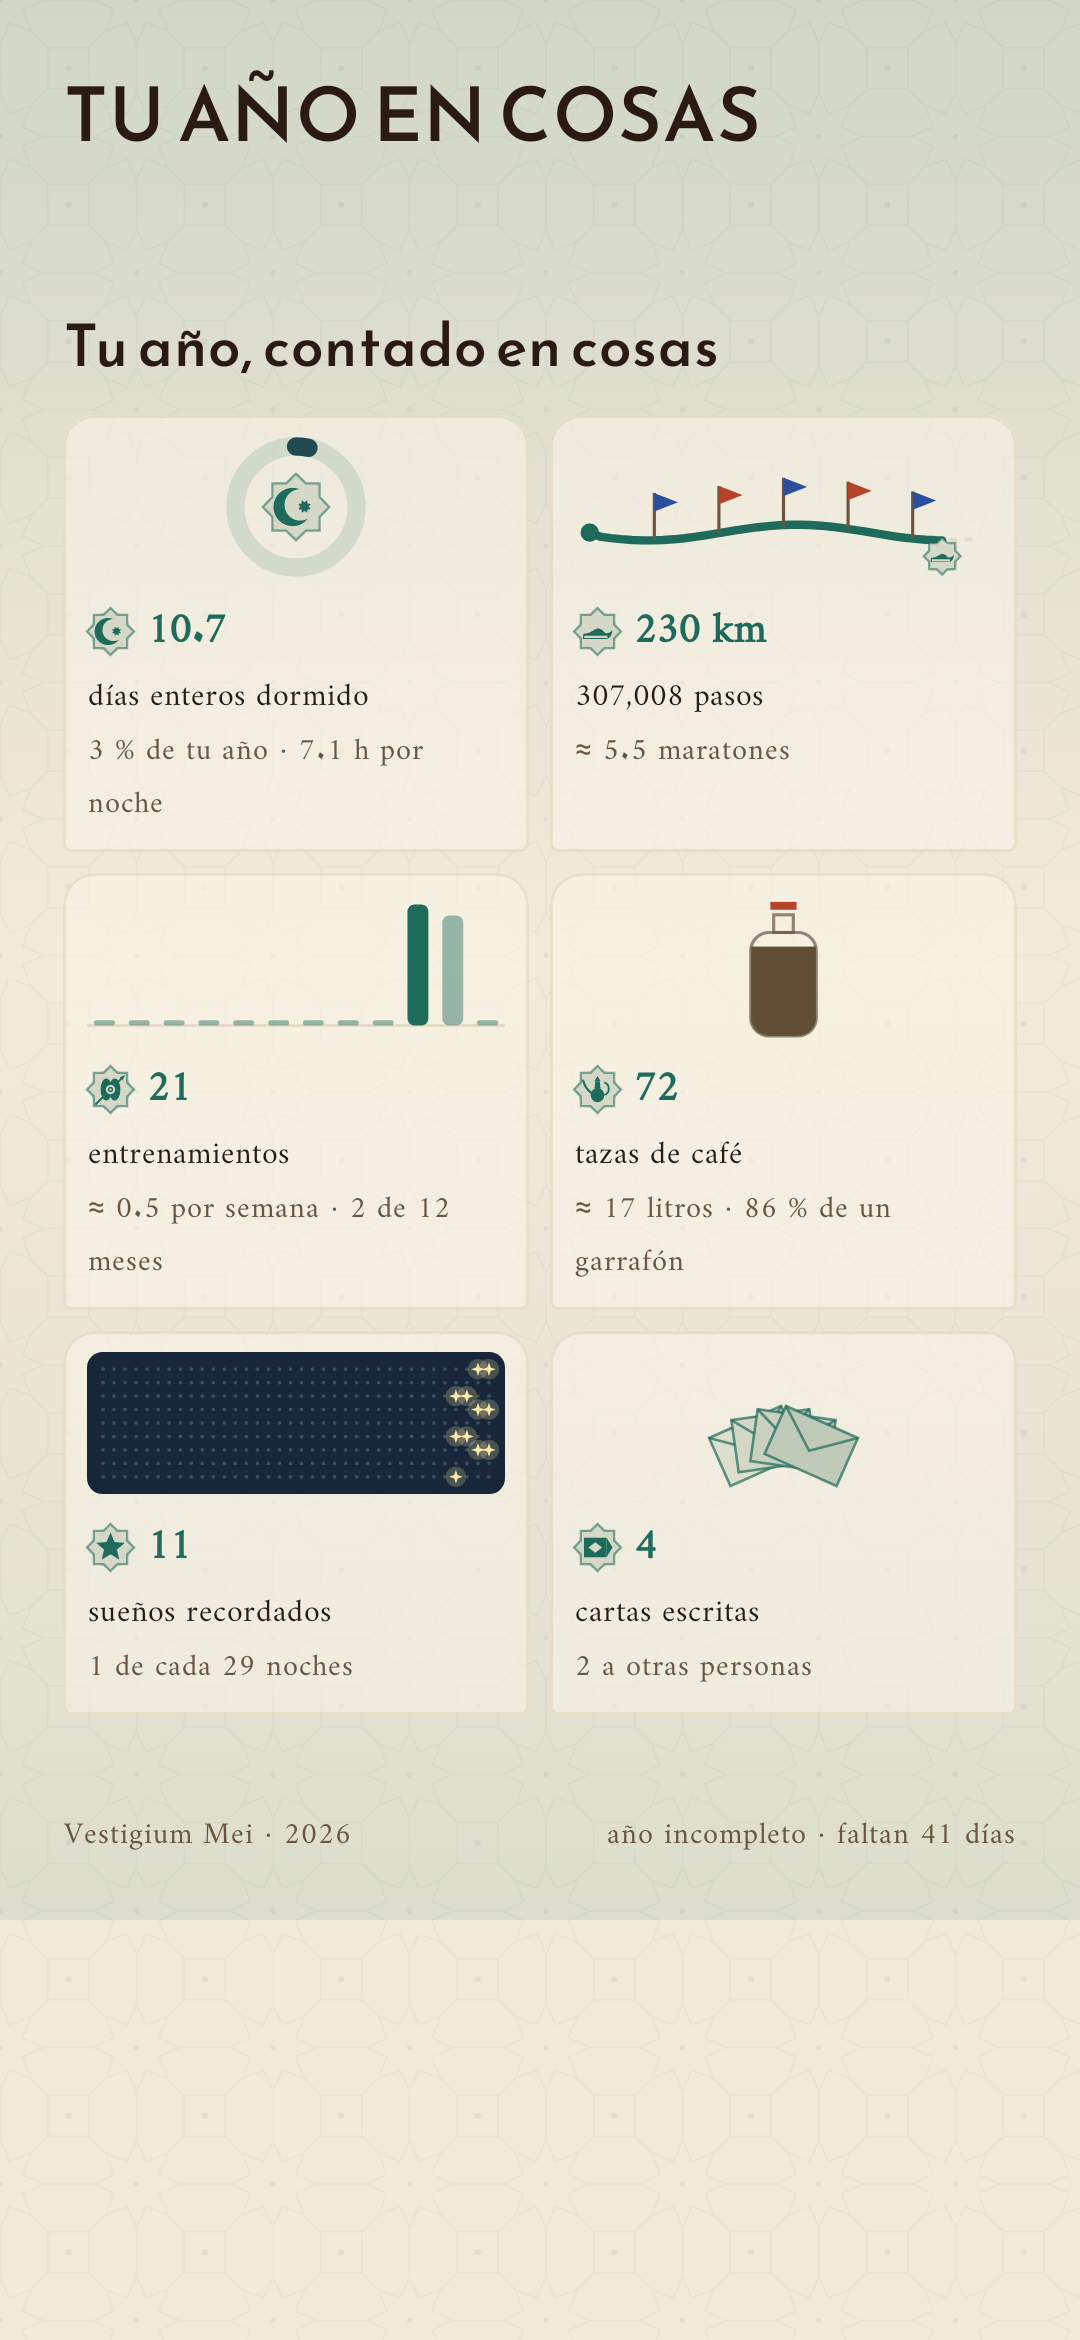 TU AÑO EN COSAS
Tu año, contado en cosas
10.7
días enteros dormido
3 % de tu año · 7.1 h por
noche
230 km
307,008 pasos
≈ 5.5 maratones
21
entrenamientos
≈ 0.5 por semana · 2 de 12
meses
72
tazas de café
≈ 17 litros · 86 % de un
garrafón
11
sueños recordados
1 de cada 29 noches
4
cartas escritas
2 a otras personas
Vestigium Mei · 2026
año incompleto · faltan 41 días